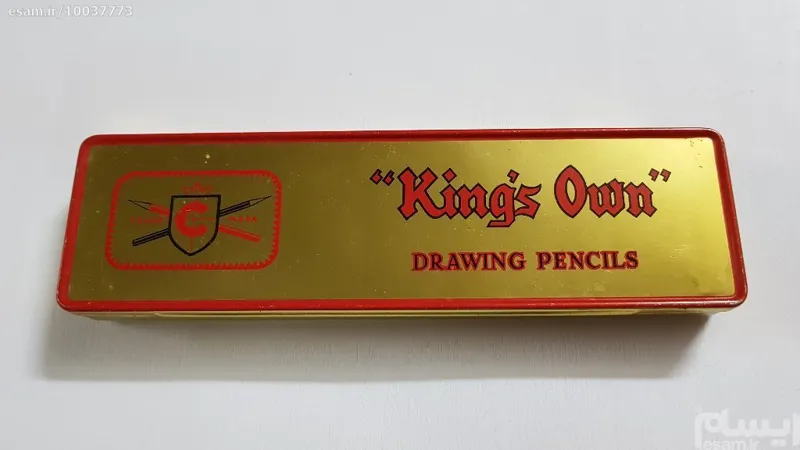 esam.ir/10037773
"King's Own"
DRAWING PENCILS
C
ایسام
esam.ir